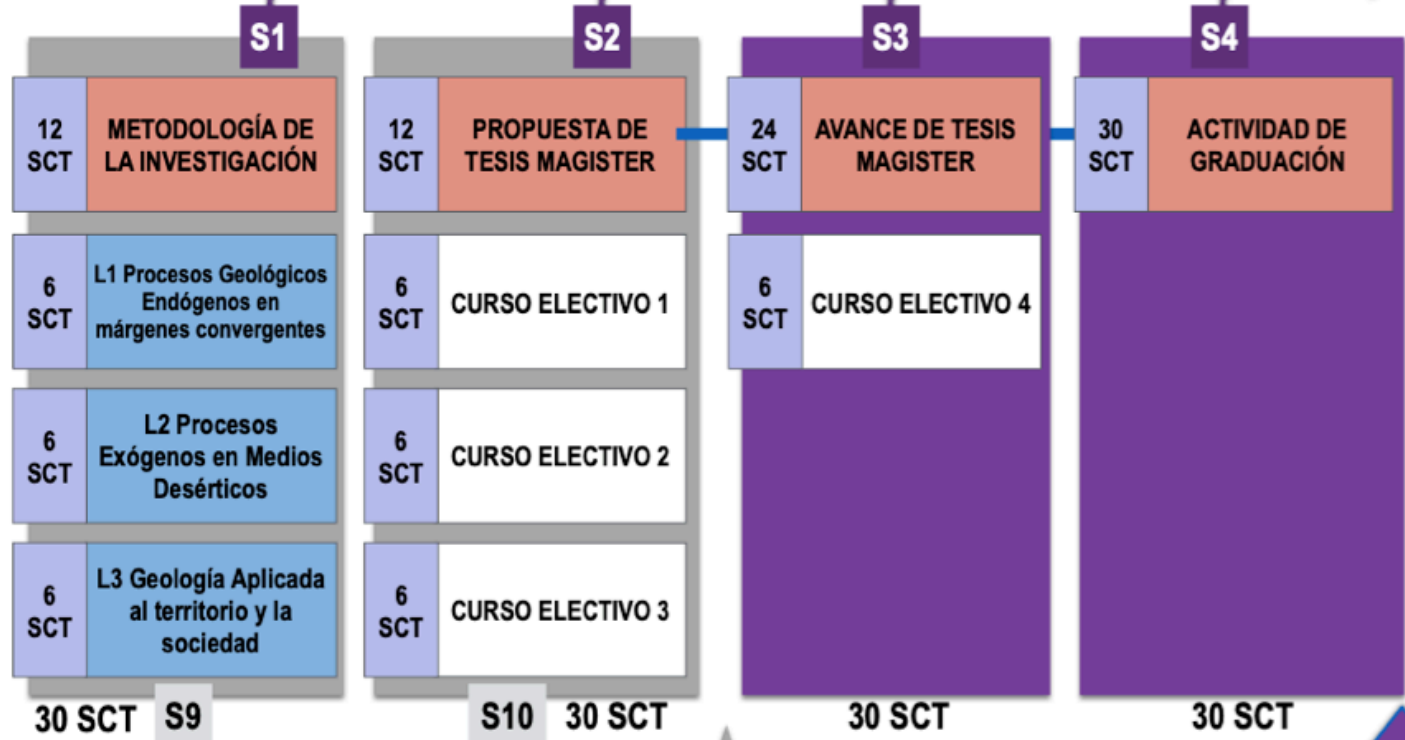 S1
12
SCT
METODOLOGÍA DE
LA INVESTIGACIÓN
6
SCT
L1 Procesos Geológicos
Endógenos en
márgenes convergentes
6
SCT
L2 Procesos
Exógenos en Medios
Desérticos
6
SCT
L3 Geología Aplicada
al territorio y la
sociedad
30 SCT
S9
S2
12
SCT
PROPUESTA DE
TESIS MAGISTER
6
SCT
CURSO ELECTIVO 1
6
SCT
CURSO ELECTIVO 2
6
SCT
CURSO ELECTIVO 3
S10
30 SCT
S3
24
SCT
AVANCE DE TESIS
MAGISTER
6
SCT
CURSO ELECTIVO 4
30 SCT
S4
30
SCT
ACTIVIDAD DE
GRADUACIÓN
30 SCT